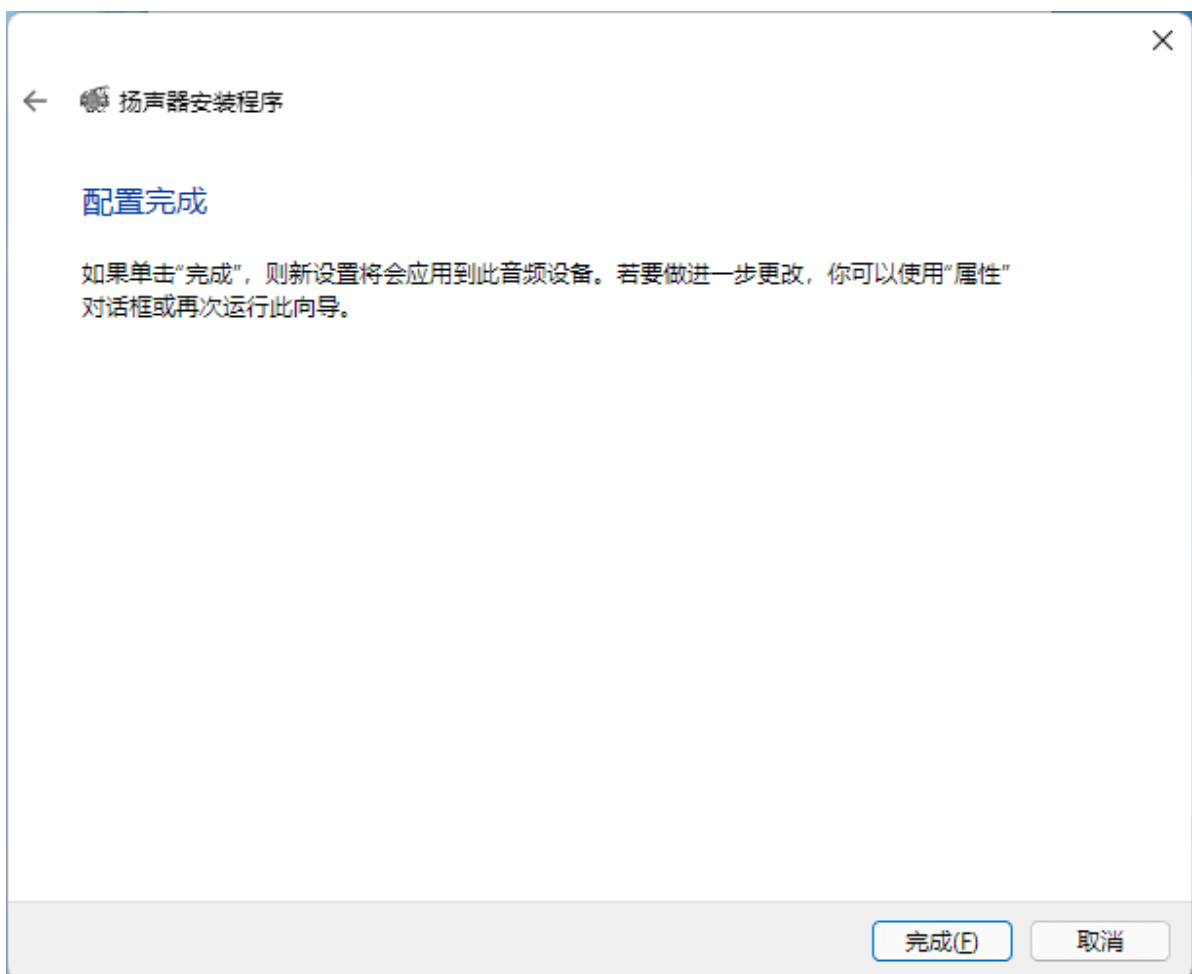 扬声器安装程序
配置完成
如果单击“完成”，则新设置将会应用到此音频设备。若要做进一步更改，你可以使用“属性”
对话框或再次运行此向导。
完成(F)
取消